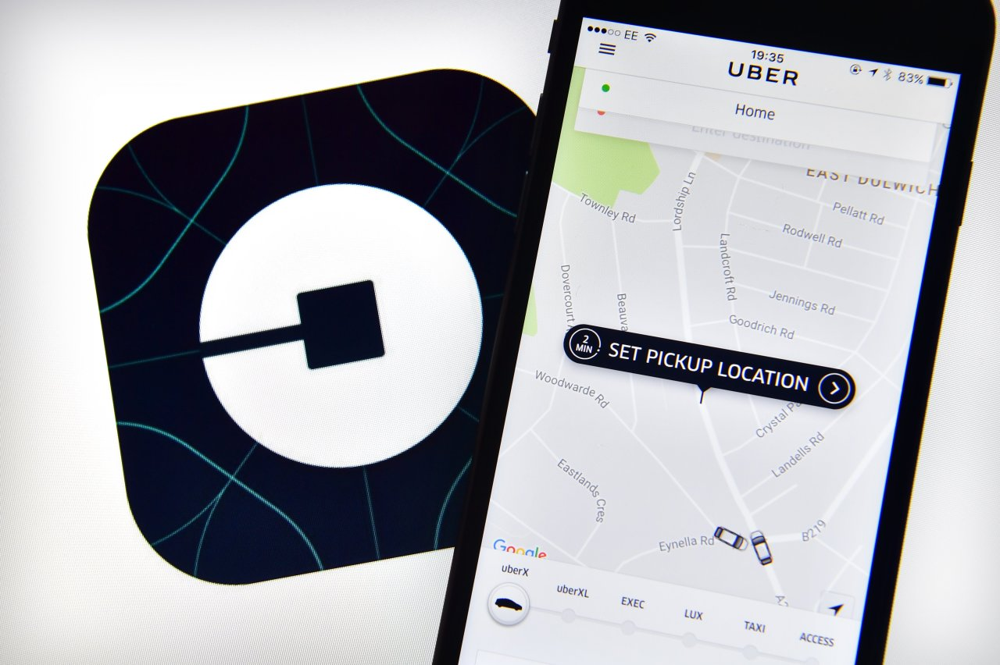 EE
19:35
83%
UBER
Home
Enter destination
EAST DULWICH
Townley Rd
Lordship Ln
Pellatt Rd
Rodwell Rd
Landcroft Rd
Dovercourt
Beauva
Jennings Rd
Goodrich Rd
2
MIN
SET PICKUP LOCATION
Woodwarde Rd
Crystal Pa
Landells Rd
Eastlands Cres
Eynella Rd
B219
Google
uberX
uberXL
EXEC
LUX
TAXI
ACCESS